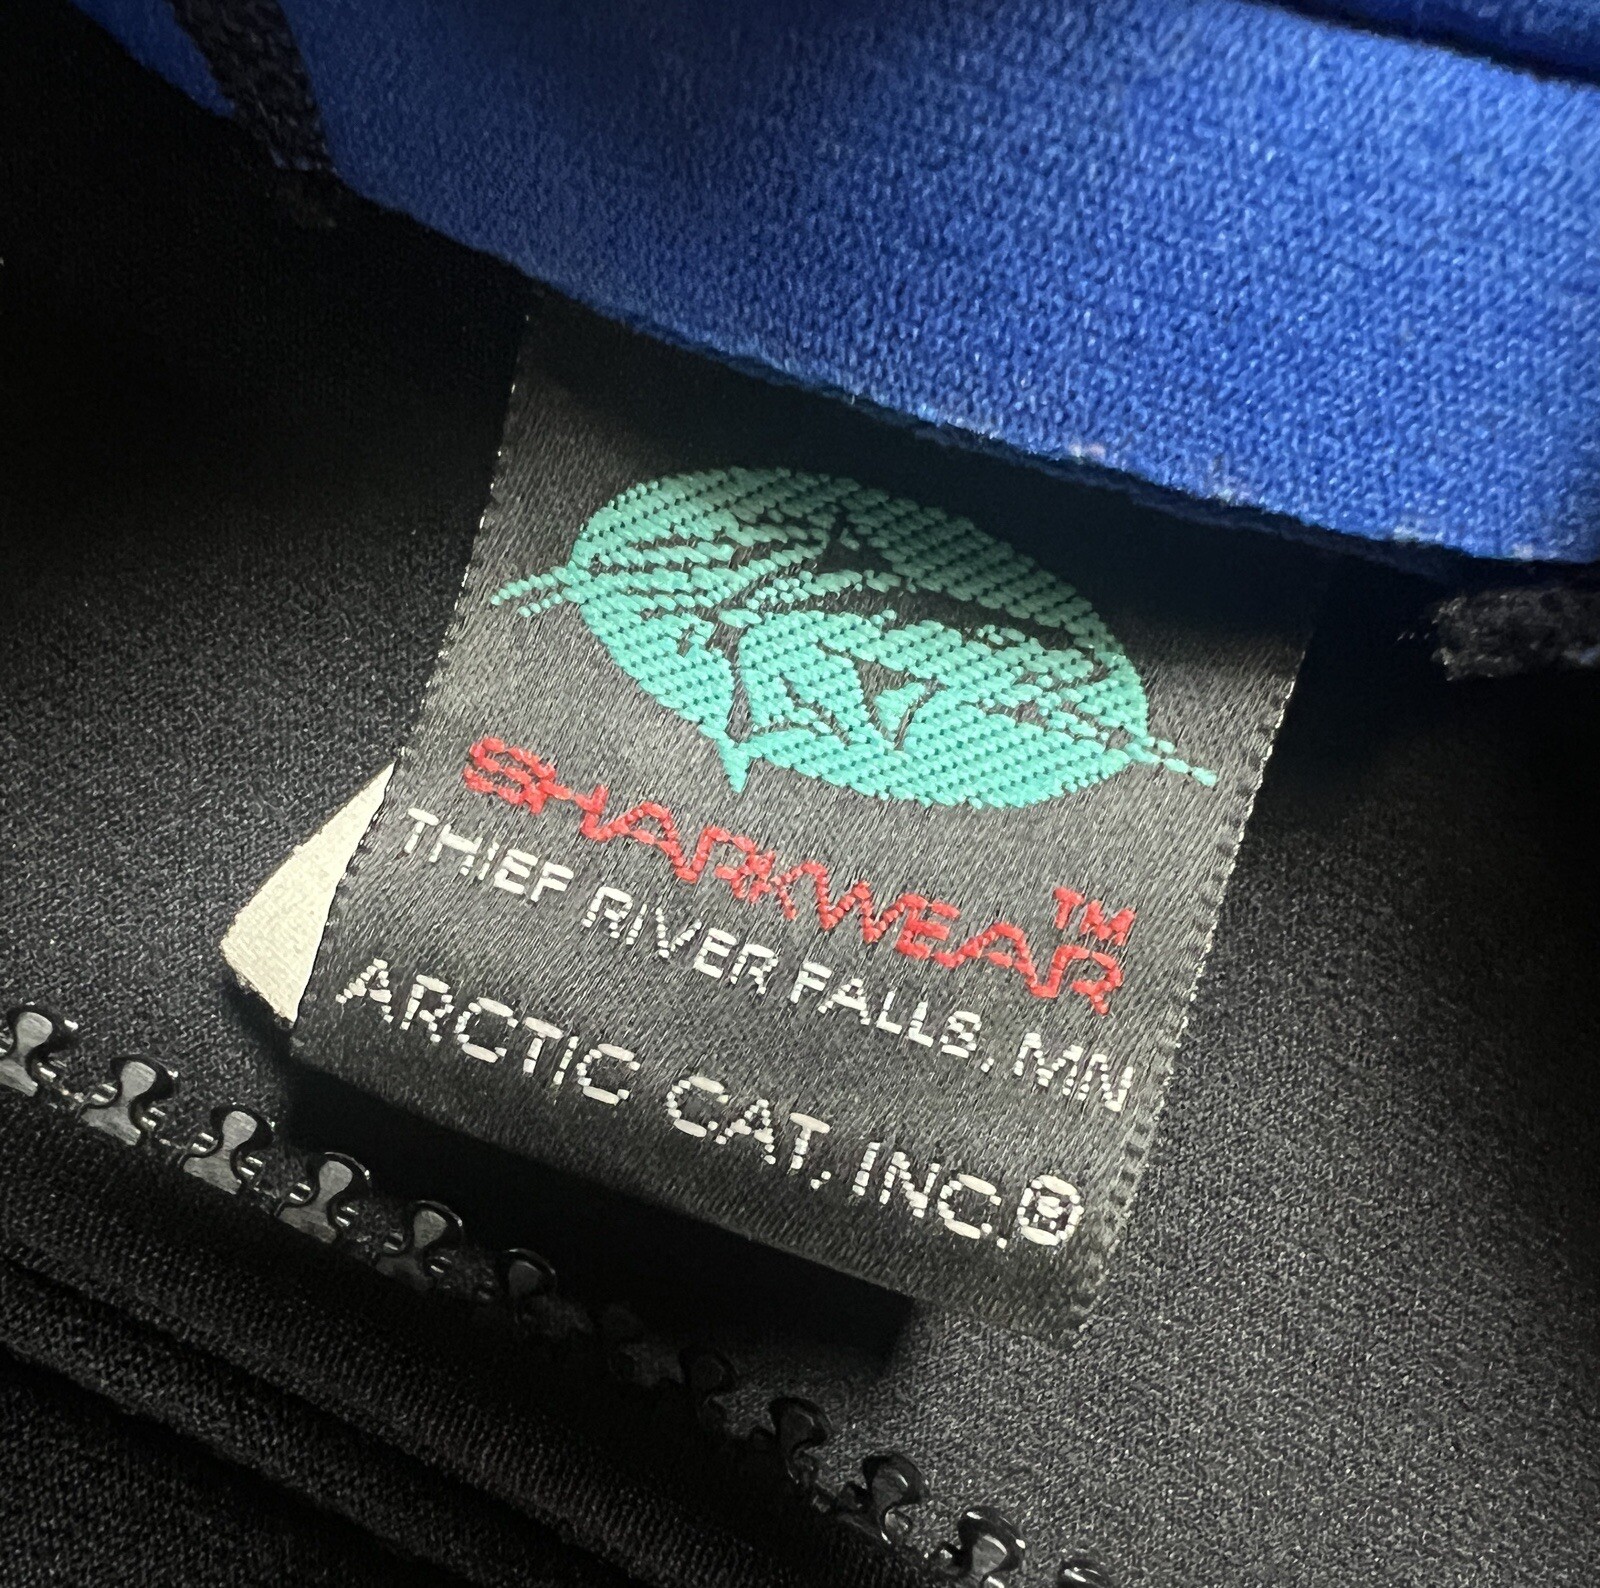 SHARKWEAR™
THIEF RIVER FALLS, MN
ARCTIC CAT, INC.®